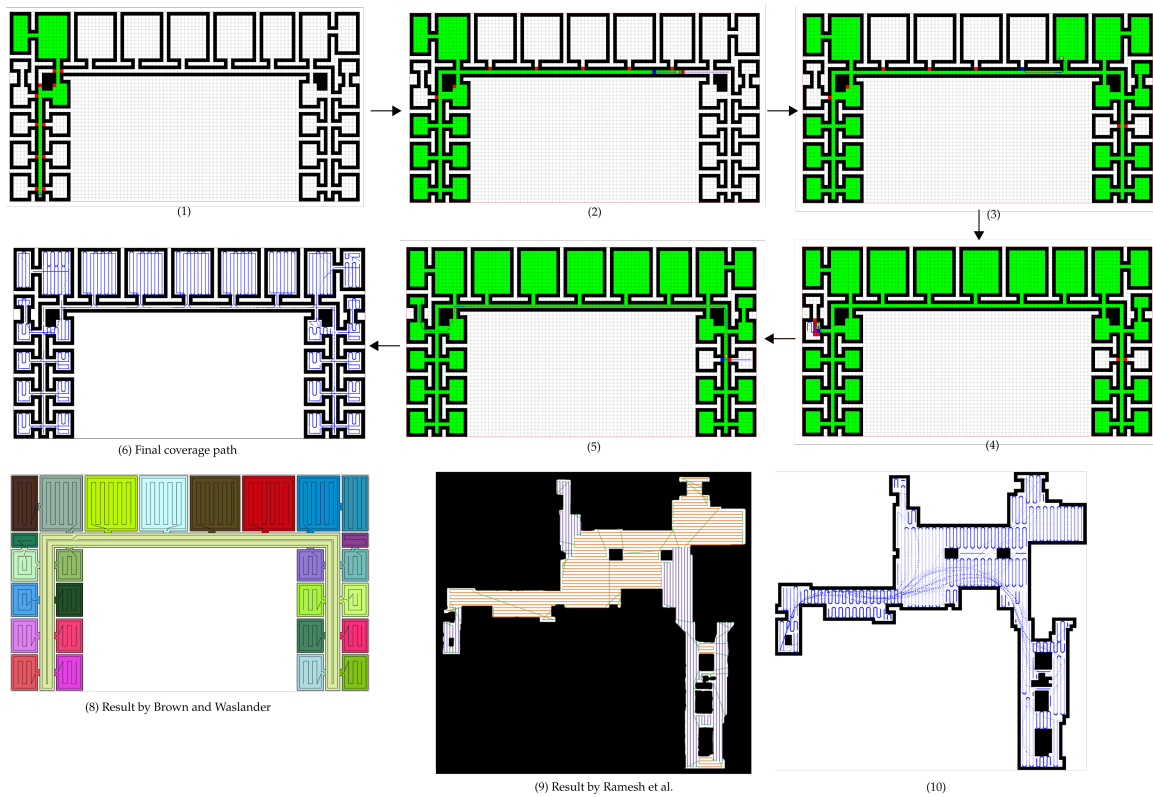 (1)
(2)
(3)
(6) Final coverage path
(5)
(4)
(8) Result by Brown and Waslander
(9) Result by Ramesh et al.
(10)